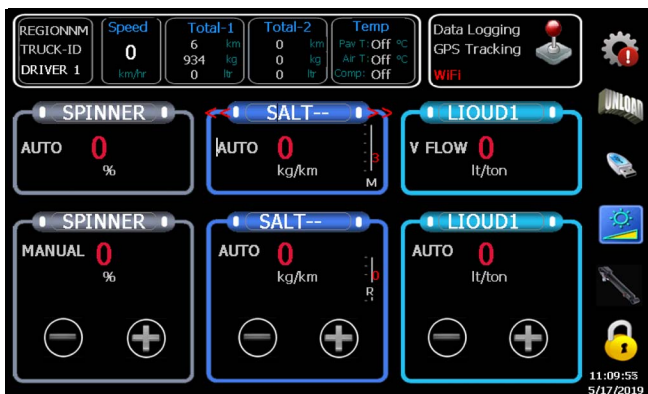 REGIONNM
TRUCK-ID
DRIVER 1
Speed
0
km/hr
Total-1
6 km
934 kg
0 ltr
Total-2
0 km
0 kg
0 ltr
Temp
Pav T: Off ºC
Air T: Off ºC
Comp: Off
Data Logging
GPS Tracking
WiFi
UNLOAD
SPINNER
AUTO 0
%
<< SALT-- >>
AUTO 0
kg/km
3
M
LIOUD1
V FLOW 0
lt/ton
SPINNER
MANUAL 0
%
SALT--
AUTO 0
kg/km
0
R
LIOUD1
AUTO 0
lt/ton
11:09:53
5/17/2019